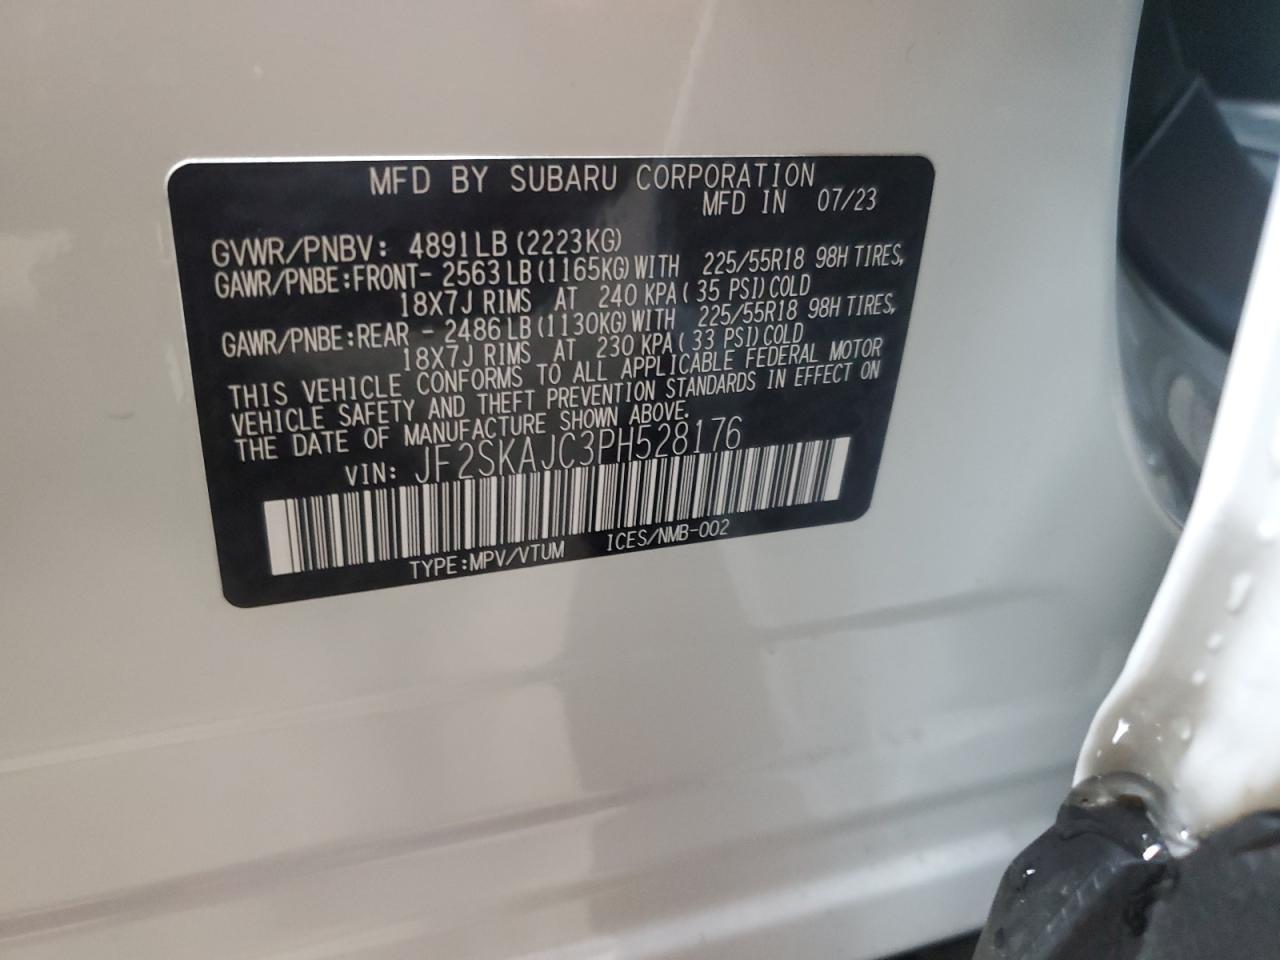 MFD BY SUBARU CORPORATION
MFD IN 07/23
GVWR/PNBV: 4891LB(2223KG)
GAWR/PNBE:FRONT- 2563LB(1165KG)WITH 225/55R18 98H TIRES,
18X7J RIMS AT 240 KPA( 35 PSI)COLD
GAWR/PNBE:REAR - 2486LB(1130KG)WITH 225/55R18 98H TIRES,
18X7J RIMS AT 230 KPA( 33 PSI)COLD
THIS VEHICLE CONFORMS TO ALL APPLICABLE FEDERAL MOTOR
VEHICLE SAFETY AND THEFT PREVENTION STANDARDS IN EFFECT ON
THE DATE OF MANUFACTURE SHOWN ABOVE.
VIN: JF2SKAJC3PH528176
TYPE:MPV/VTUM ICES/NMB-002